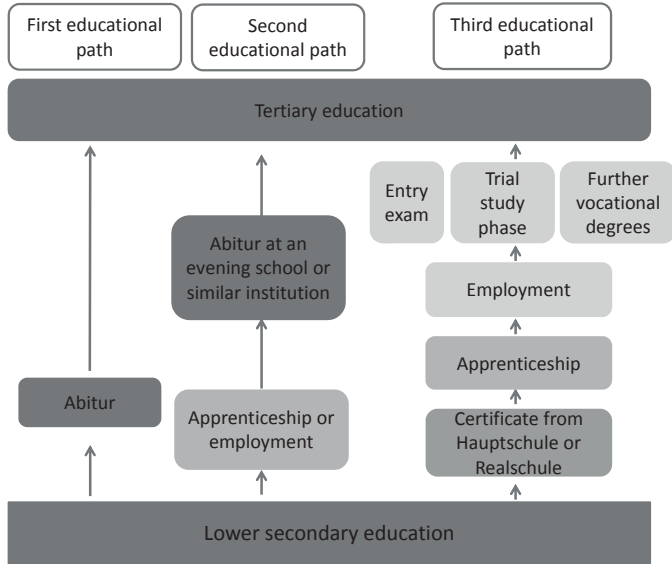 First educational
path
Second
educational path
Third educational
path
Tertiary education
Entry
exam
Trial
study
phase
Further
vocational
degrees
Abitur at an
evening school or
similar institution
Employment
Apprenticeship
Abitur
Apprenticeship or
employment
Certificate from
Hauptschule or
Realschule
Lower secondary education